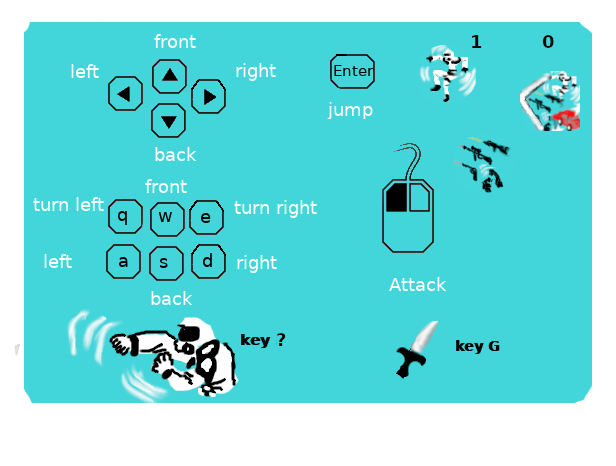 front
1 0
left right
Enter
jump
back
front
turn left q w e turn right
left a s d right
Attack
back
key ?
key G